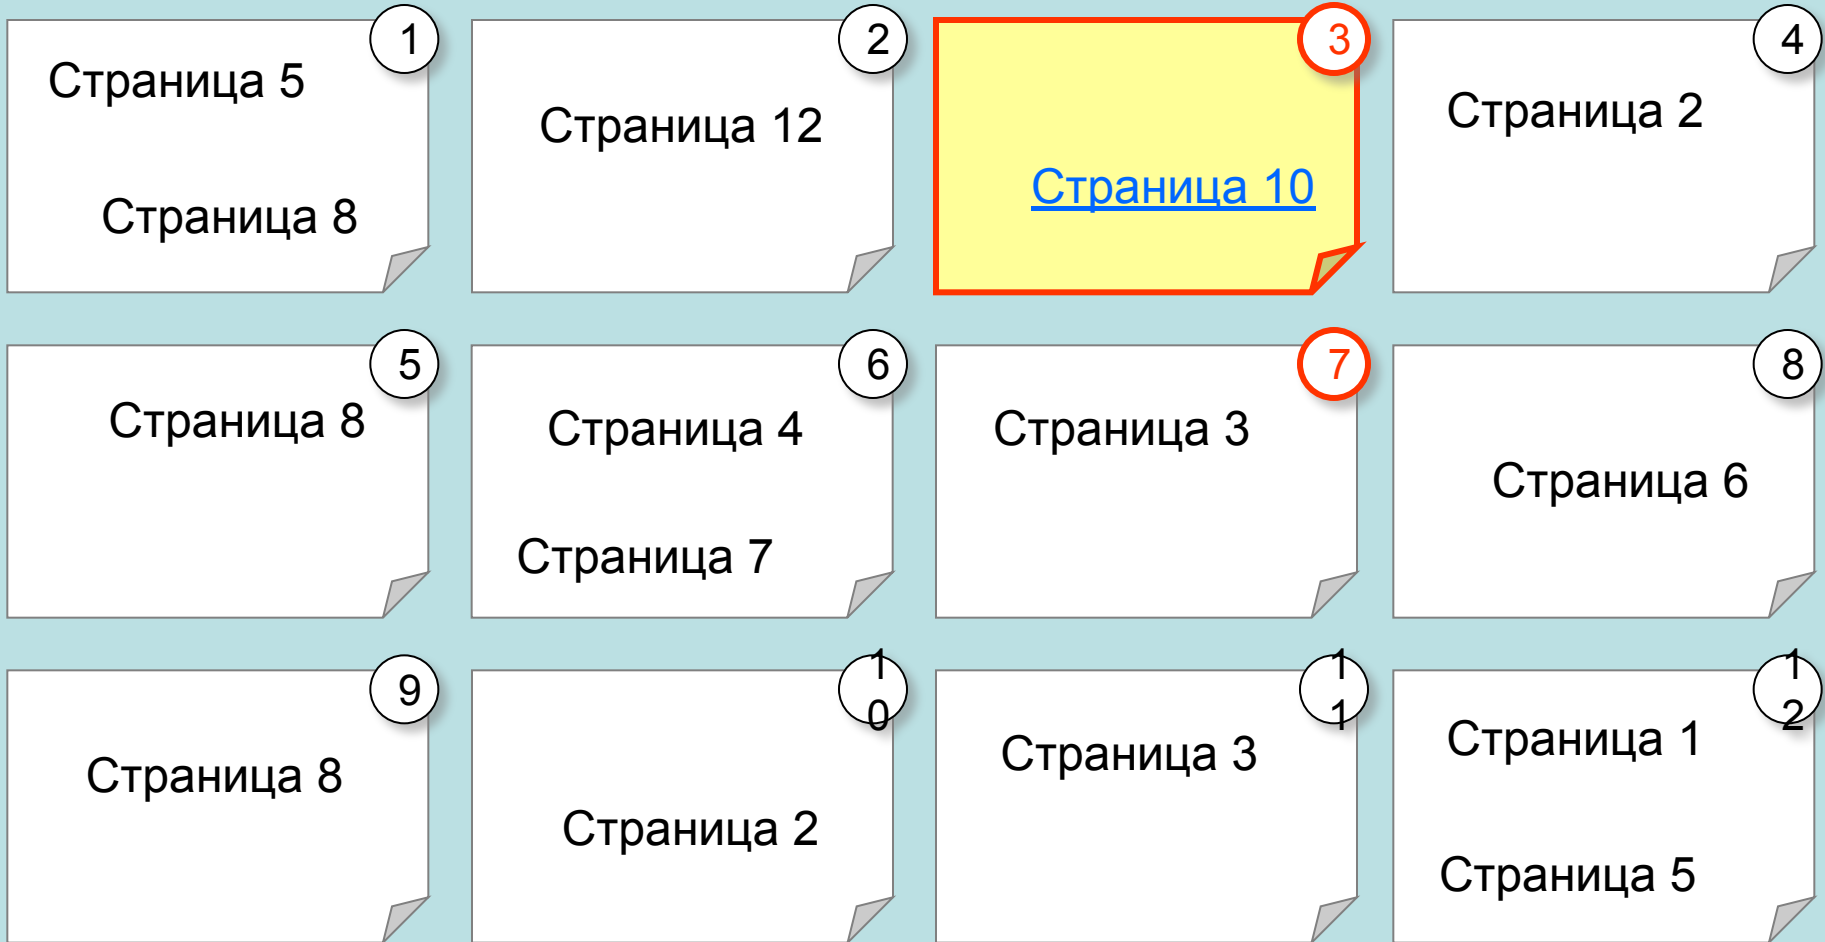 1
Страница 5
Страница 8
2
Страница 12
3
Страница 10
4
Страница 2
5
Страница 8
6
Страница 4
Страница 7
7
Страница 3
8
Страница 6
9
Страница 8
10
Страница 2
11
Страница 3
12
Страница 1
Страница 5